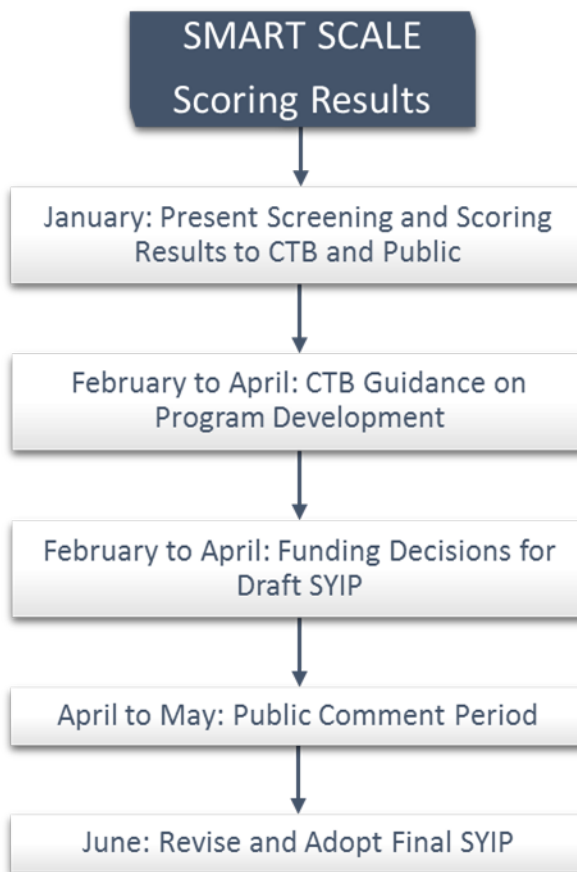 SMART SCALE
Scoring Results
January: Present Screening and Scoring
Results to CTB and Public
February to April: CTB Guidance on
Program Development
February to April: Funding Decisions for
Draft SYIP
April to May: Public Comment Period
June: Revise and Adopt Final SYIP